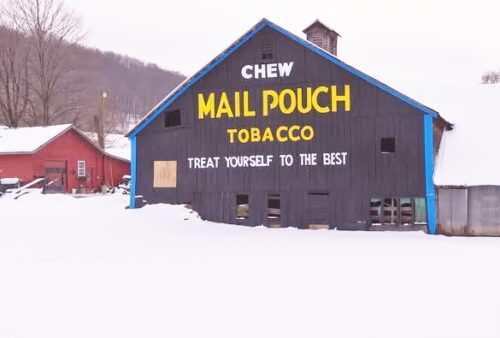 CHEW
MAIL POUCH
TOBACCO
TREAT YOURSELF TO THE BEST